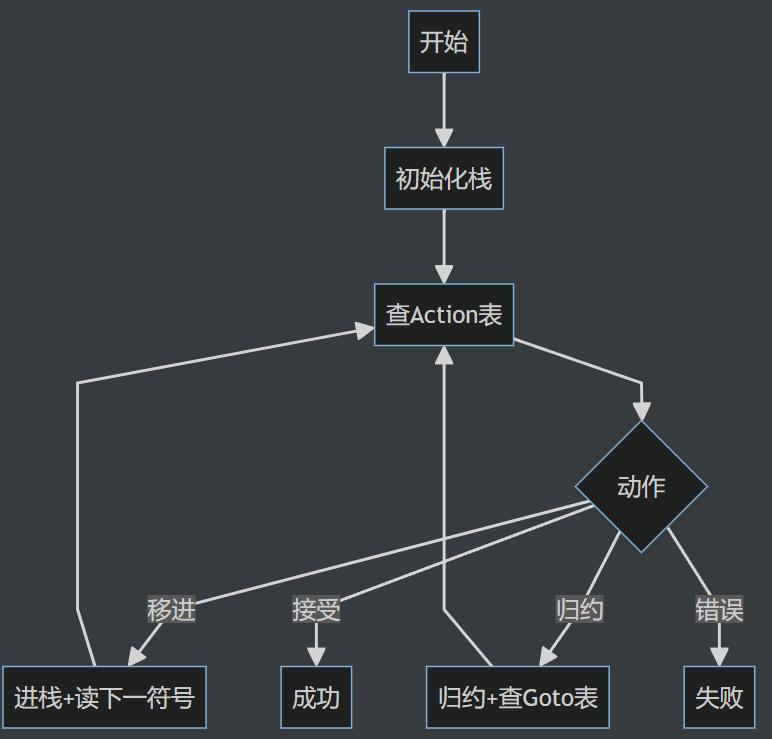 开始
初始化栈
查Action表
动作
移进
接受
归约
错误
进栈+读下一符号
成功
归约+查Goto表
失败